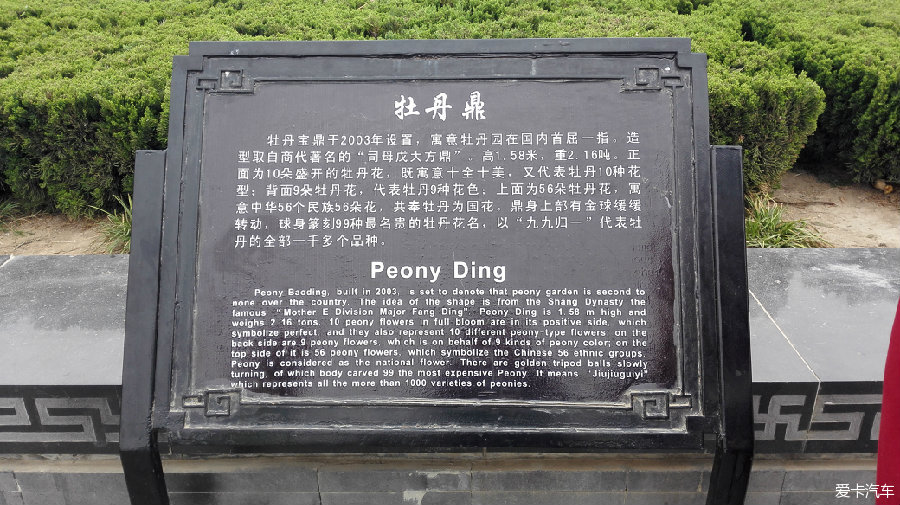 牡丹鼎
牡丹宝鼎于2003年设置，寓意牡丹园在国内首屈一指。造
型取自商代著名的“司母戊大方鼎”。高1.58米，重2.16吨。正
面为10朵盛开的牡丹花，既寓意十全十美，又代表牡丹10种花
型；背面9朵牡丹花，代表牡丹9种花色；上面为56朵牡丹花，寓
意中华56个民族56朵花，共奉牡丹为国花。鼎身上部有金球缓缓
转动，球身篆刻99种最名贵的牡丹花名，以“九九归一”代表牡
丹的全部一千多个品种。
Peony Ding
Peony Baoding, built in 2003, is set to denote that peony garden is second to
none over the country. The idea of the shape is from the Shang Dynasty the
famous "Mother E Division Major Fang Ding". Peony Ding is 1.58 m high and
weighs 2.16 tons. 10 peony flowers in full bloom are in its positive side, which
symbolize perfect, and they also represent 10 different peony-type flowers; on the
back side are 9 peony flowers, which is on behalf of 9 kinds of peony color; on the
top side of it is 56 peony flowers, which symbolize the Chinese 56 ethnic groups.
Peony is considered as the national flower. There are golden tripod balls slowly
turning, of which body carved 99 the most expensive Peony. It means "Jiujiuguiyi"
which represents all the more than 1000 varieties of peonies.
爱卡汽车